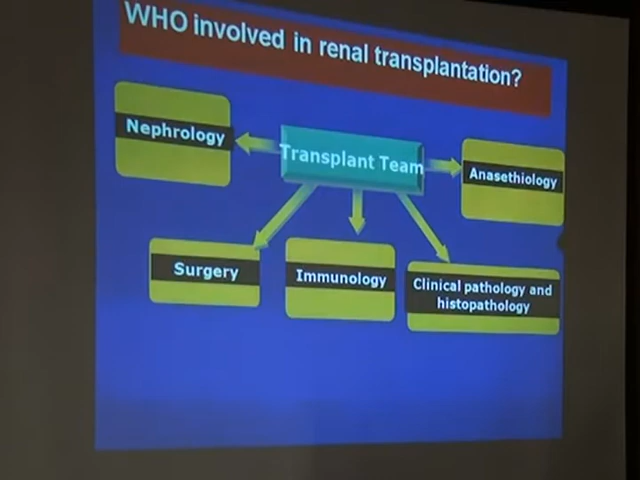 WHO involved in renal transplantation?
Nephrology
Transplant Team
Anasethiology
Surgery
Immunology
Clinical pathology and
histopathology